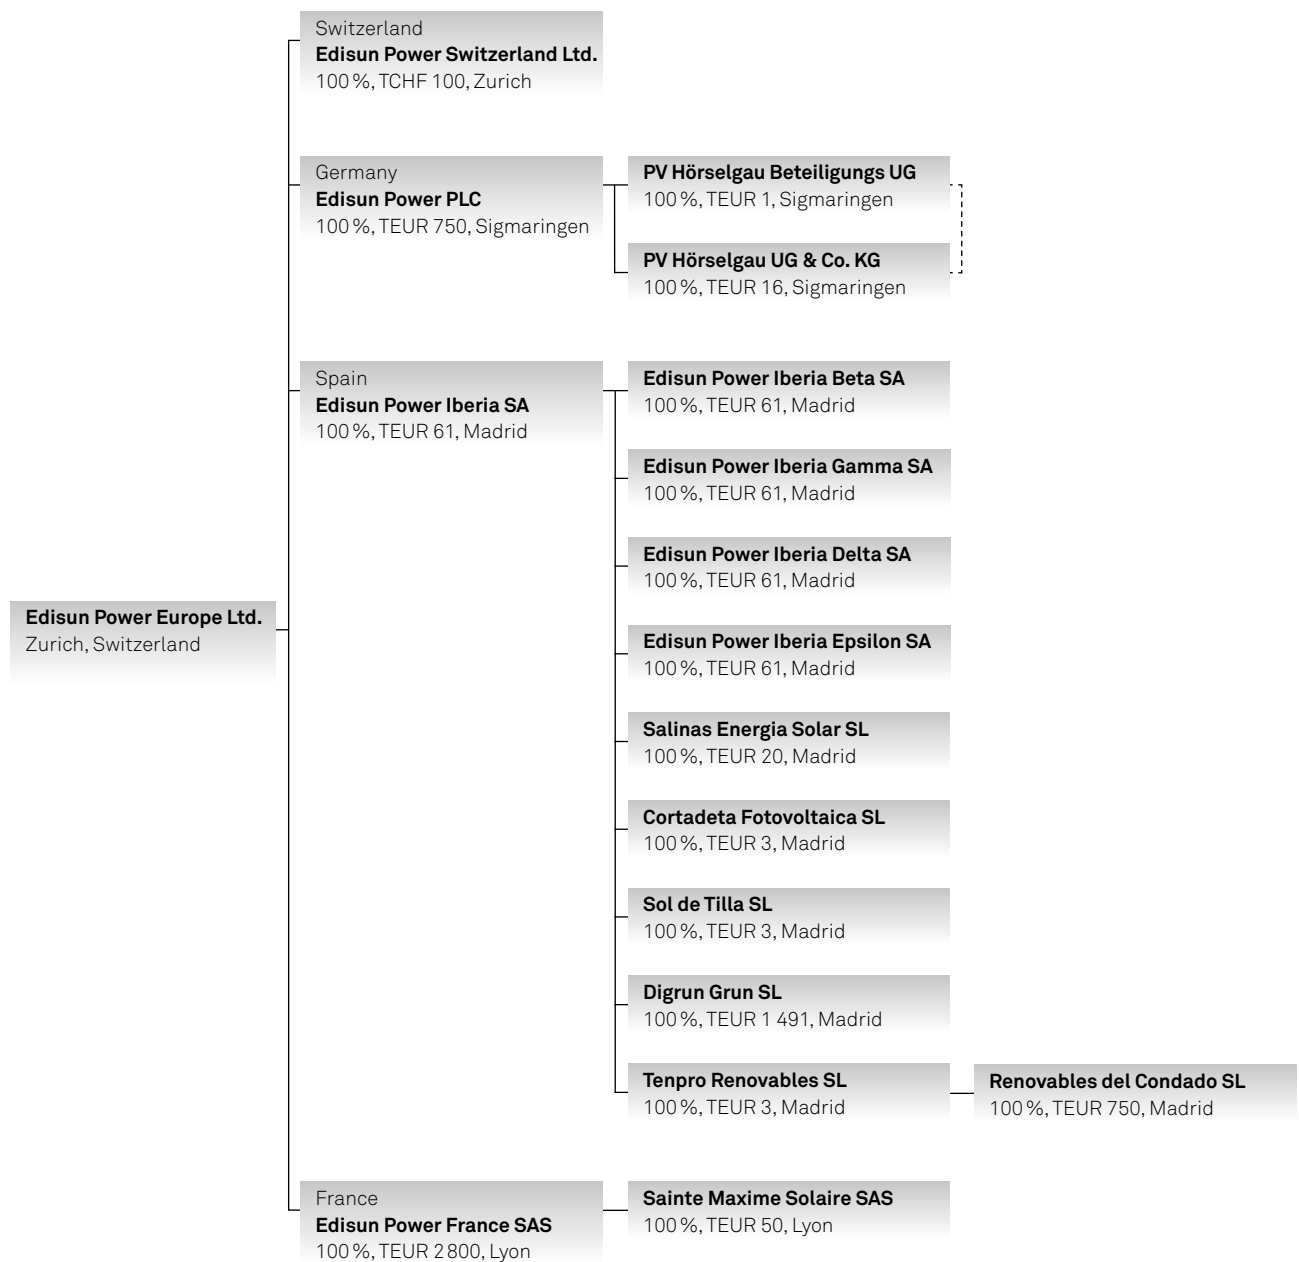 Switzerland
Edisun Power Switzerland Ltd.
100 %, TCHF 100, Zurich
Germany
Edisun Power PLC
100 %, TEUR 750, Sigmaringen
PV Hörselgau Beteiligungs UG
100 %, TEUR 1, Sigmaringen
PV Hörselgau UG & Co. KG
100 %, TEUR 16, Sigmaringen
Spain
Edisun Power Iberia SA
100 %, TEUR 61, Madrid
Edisun Power Iberia Beta SA
100 %, TEUR 61, Madrid
Edisun Power Iberia Gamma SA
100 %, TEUR 61, Madrid
Edisun Power Iberia Delta SA
100 %, TEUR 61, Madrid
Edisun Power Europe Ltd.
Zurich, Switzerland
Edisun Power Iberia Epsilon SA
100 %, TEUR 61, Madrid
Salinas Energia Solar SL
100 %, TEUR 20, Madrid
Cortadeta Fotovoltaica SL
100 %, TEUR 3, Madrid
Sol de Tilla SL
100 %, TEUR 3, Madrid
Digrun Grun SL
100 %, TEUR 1 491, Madrid
Tenpro Renovables SL
100 %, TEUR 3, Madrid
Renovables del Condado SL
100 %, TEUR 750, Madrid
France
Edisun Power France SAS
100 %, TEUR 2 800, Lyon
Sainte Maxime Solaire SAS
100 %, TEUR 50, Lyon